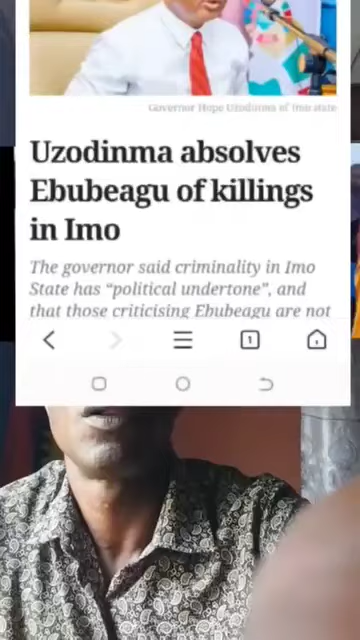 Governor Hope Uzodinma of Imo state
Uzodinma absolves
Ebubeagu of killings
in Imo
The governor said criminality in Imo
State has “political undertone”, and
that those criticising Ebubeagu are not
1